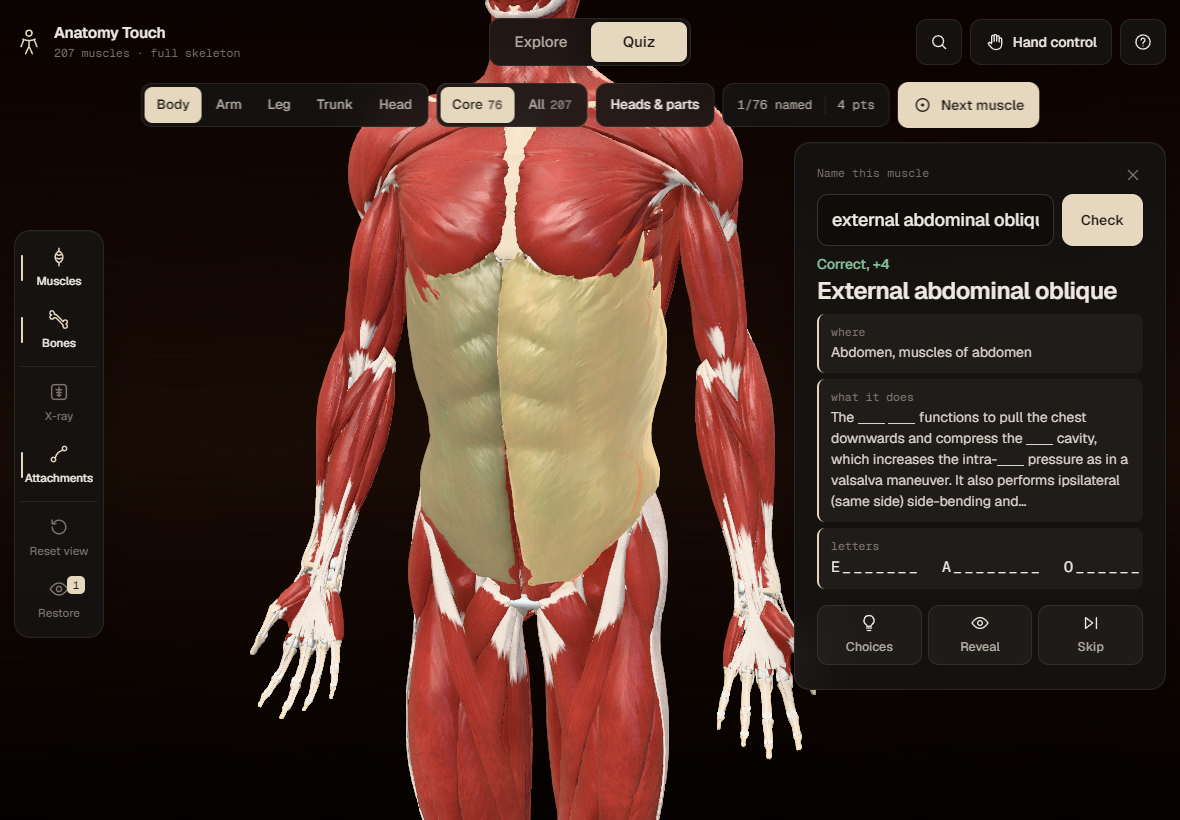 Anatomy Touch
207 muscles · full skeleton
Explore
Quiz
Hand control
Body
Arm
Leg
Trunk
Head
Core 76
All 207
Heads & parts
1/76 named
4 pts
Next muscle
Muscles
Bones
X-ray
Attachments
Reset view
1
Restore
Name this muscle
external abdominal obliqu
Check
Correct, +4
External abdominal oblique
where
Abdomen, muscles of abdomen
what it does
The ____ ____ functions to pull the chest
downwards and compress the ____ cavity,
which increases the intra-____ pressure as in a
valsalva maneuver. It also performs ipsilateral
(same side) side-bending and…
letters
E_______ A________ O______
Choices
Reveal
Skip